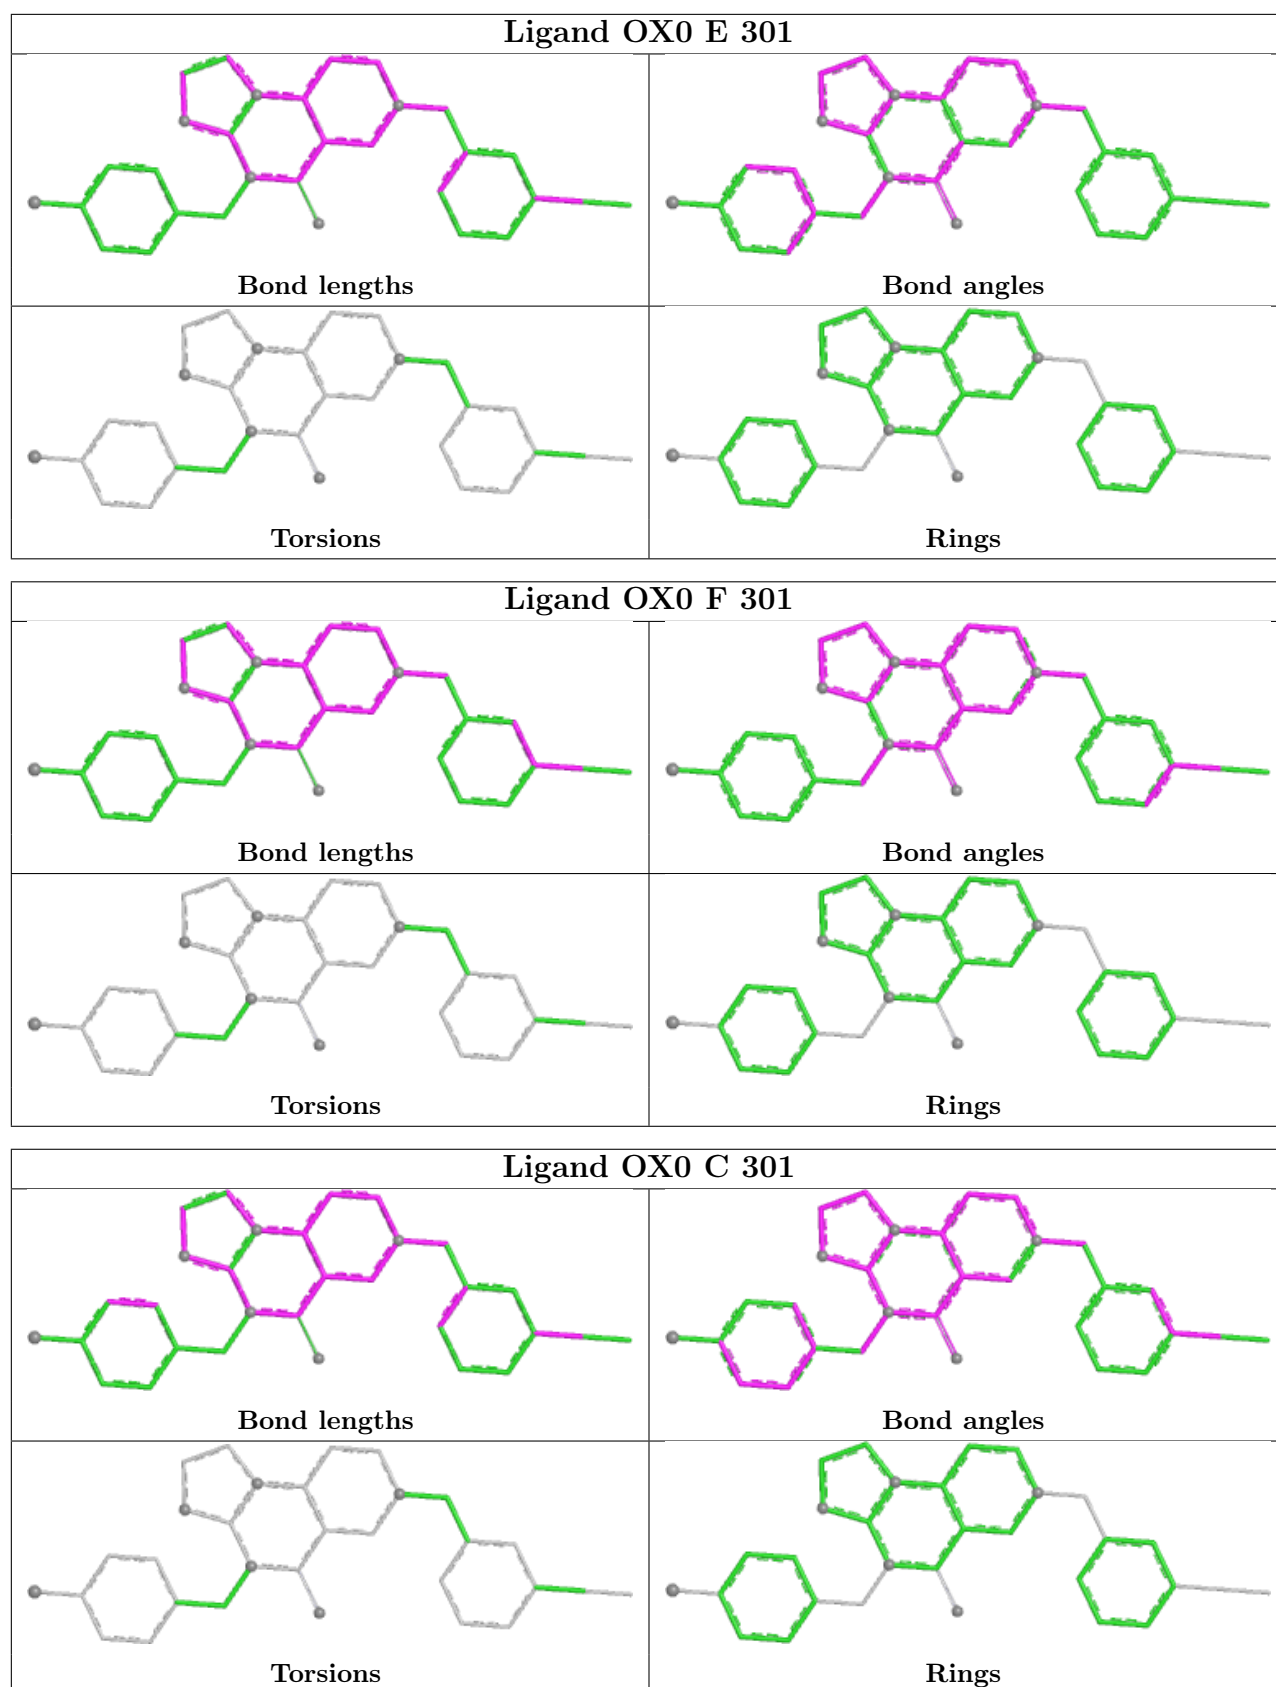 Ligand OX0 E 301
Bond lengths
Bond angles
Torsions
Rings
Ligand OX0 F 301
Bond lengths
Bond angles
Torsions
Rings
Ligand OX0 C 301
Bond lengths
Bond angles
Torsions
Rings